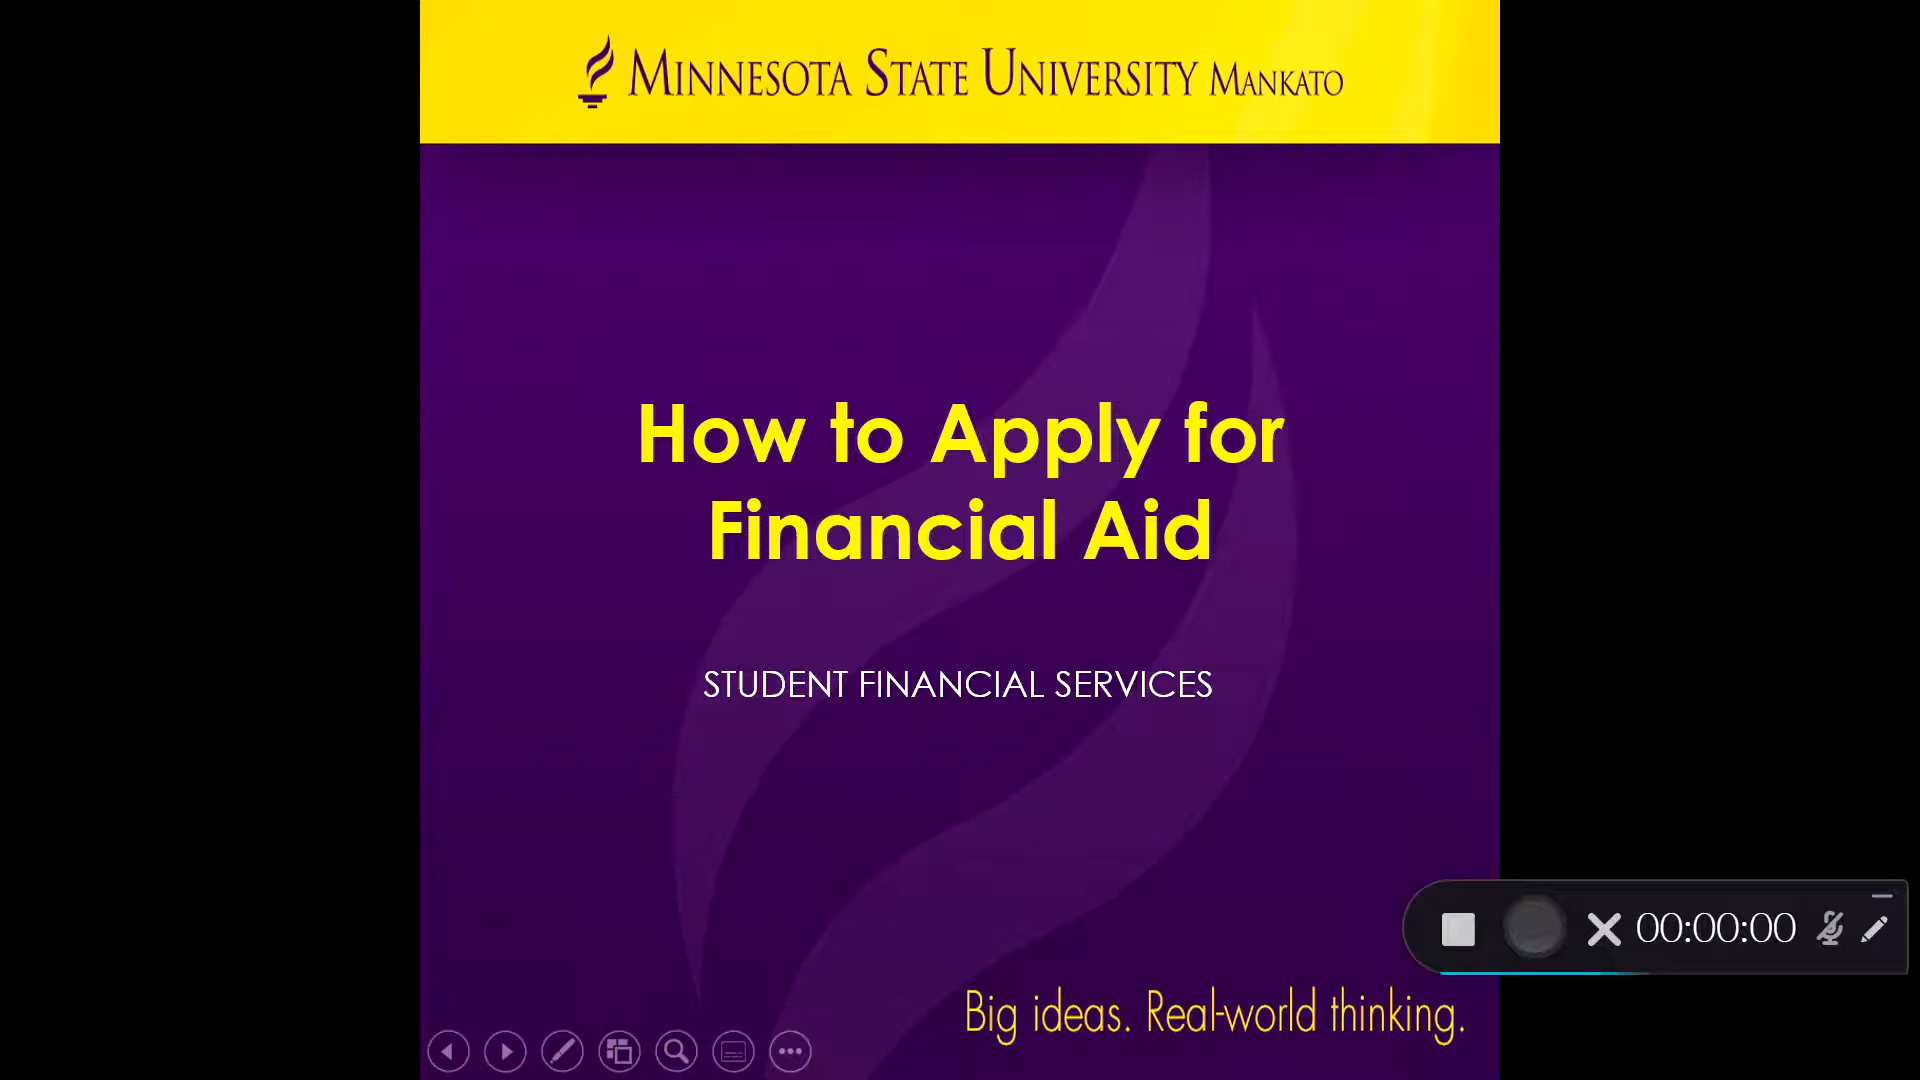 MINNESOTA STATE UNIVERSITY MANKATO
How to Apply for
Financial Aid
STUDENT FINANCIAL SERVICES
00:00:00
Big ideas. Real-world thinking.